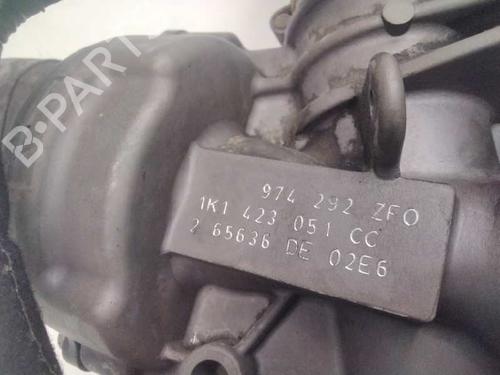 B-PARTS
974 292 ZFO
1K1 423 051 CC
2 65636 DE 02E6